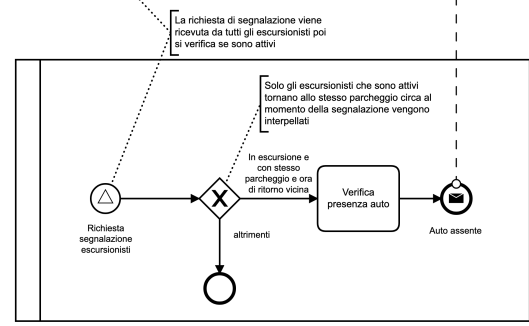 La richiesta di segnalazione viene
ricevuta da tutti gli escursionisti poi
si verifica se sono attivi
Solo gli escursionisti che sono attivi
tornano allo stesso parcheggio circa al
momento della segnalazione vengono
interpellati
In escursione e
con stesso
parcheggio e ora
di ritorno vicina
Verifica
presenza auto
Richiesta
segnalazione
escursionisti
altrimenti
Auto assente